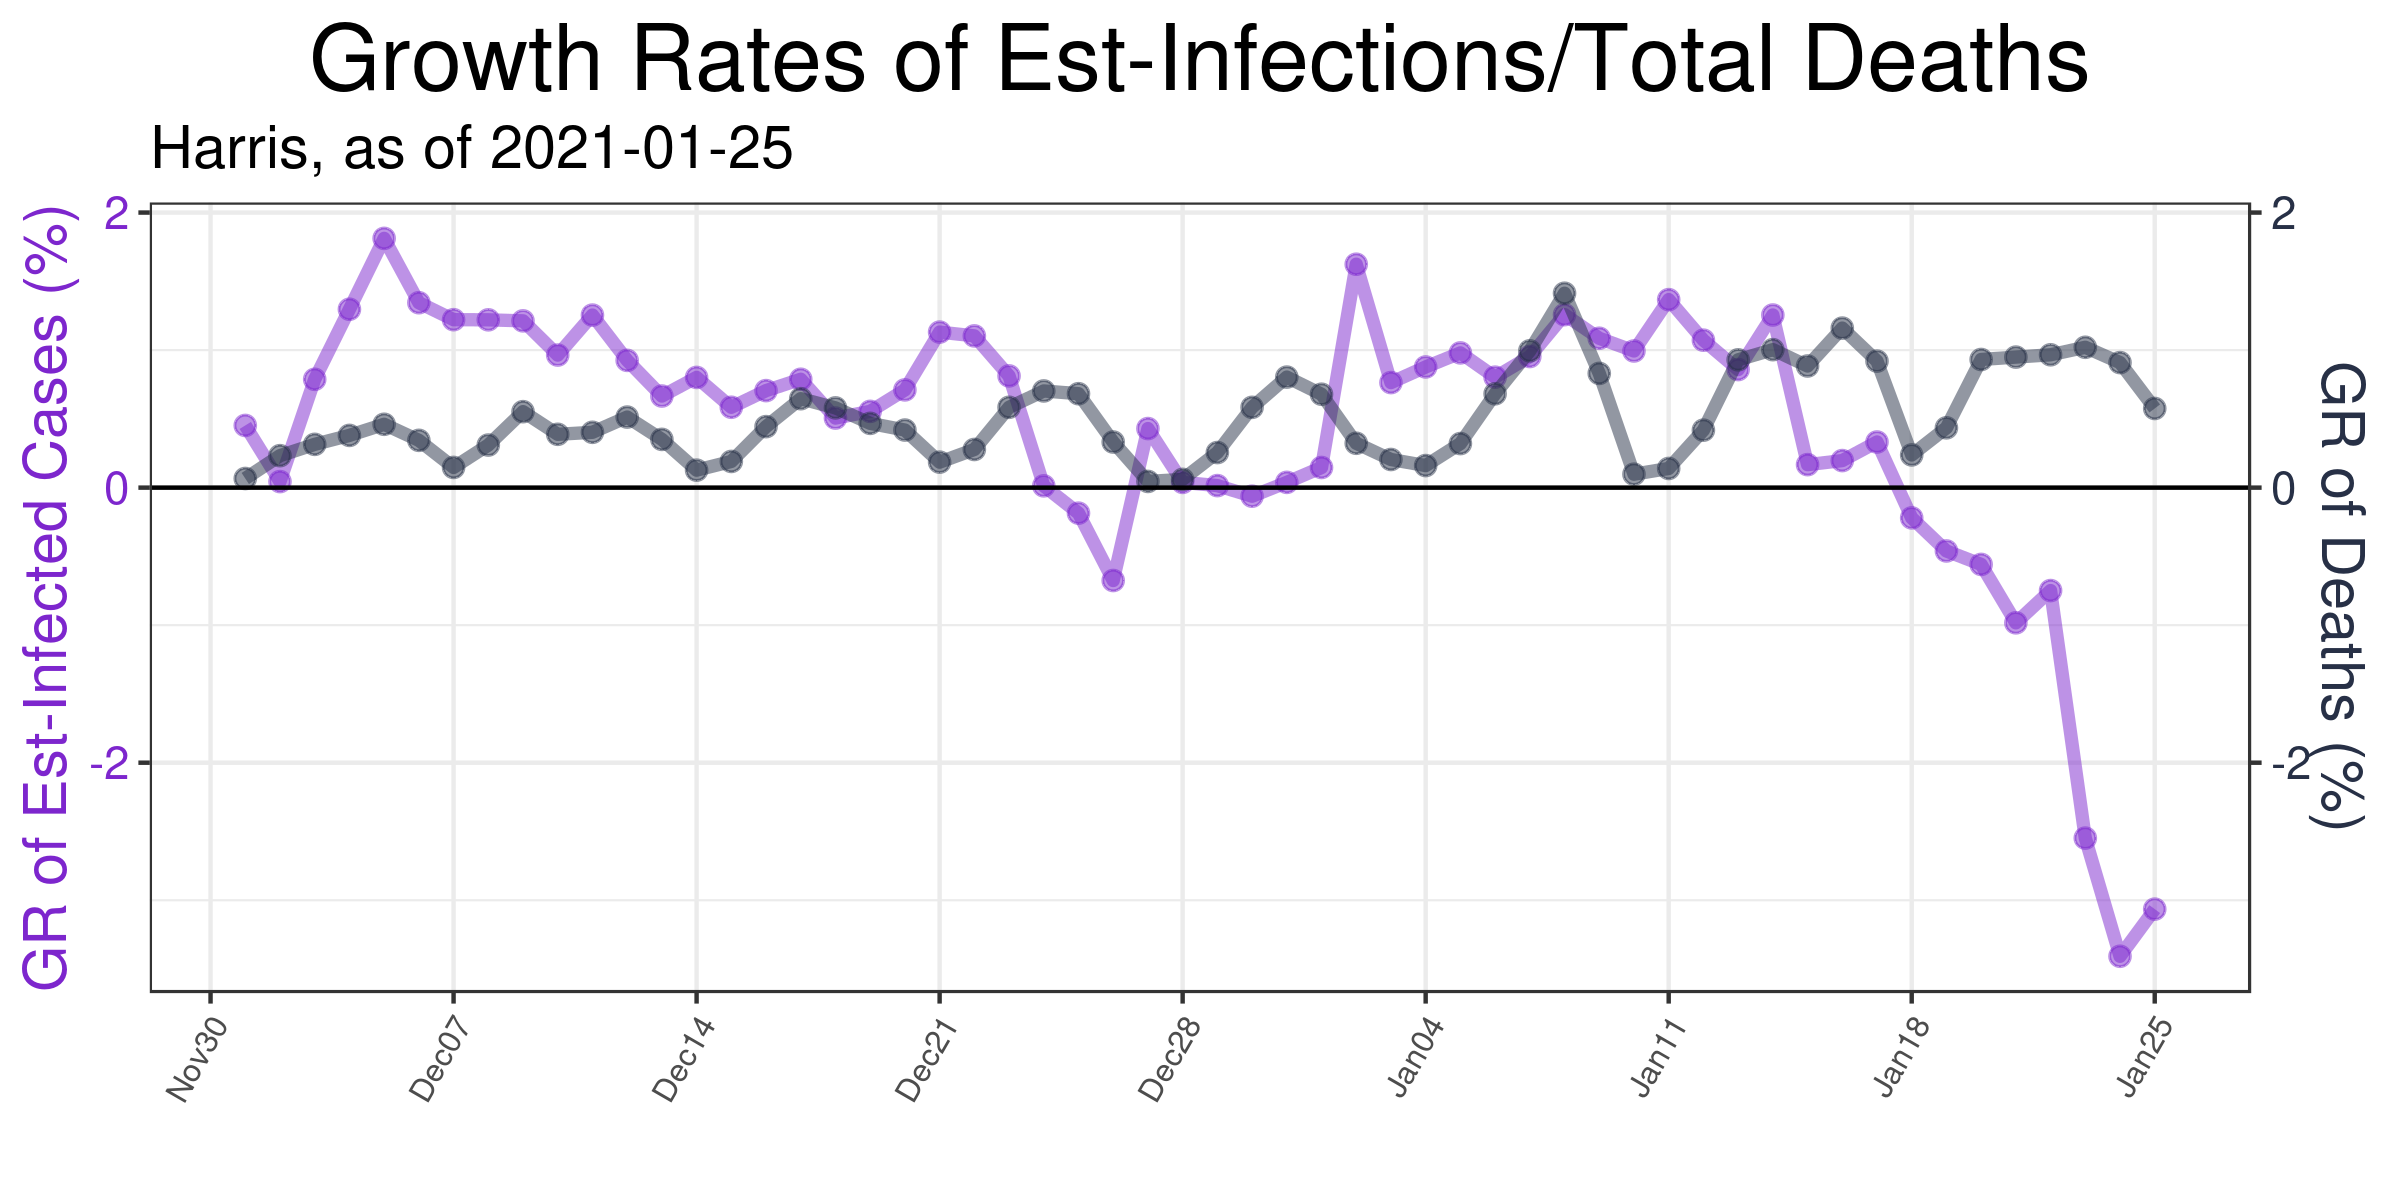 Growth Rates of Est-Infections/Total Deaths
Harris, as of 2021-01-25
GR of Est-Infected Cases (%)
2
0
-2
2
0
-2
GR of Deaths (%)
Nov30
Dec07
Dec14
Dec21
Dec28
Jan04
Jan11
Jan18
Jan25